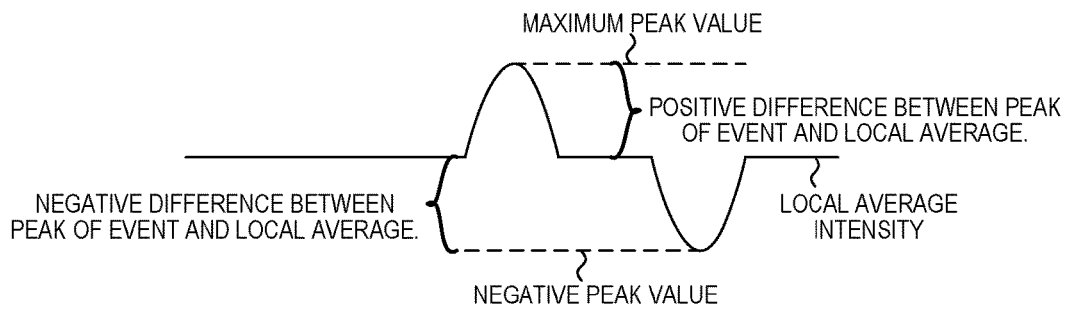 MAXIMUM PEAK VALUE
POSITIVE DIFFERENCE BETWEEN PEAK
OF EVENT AND LOCAL AVERAGE.
NEGATIVE DIFFERENCE BETWEEN
PEAK OF EVENT AND LOCAL AVERAGE.
LOCAL AVERAGE
INTENSITY
NEGATIVE PEAK VALUE